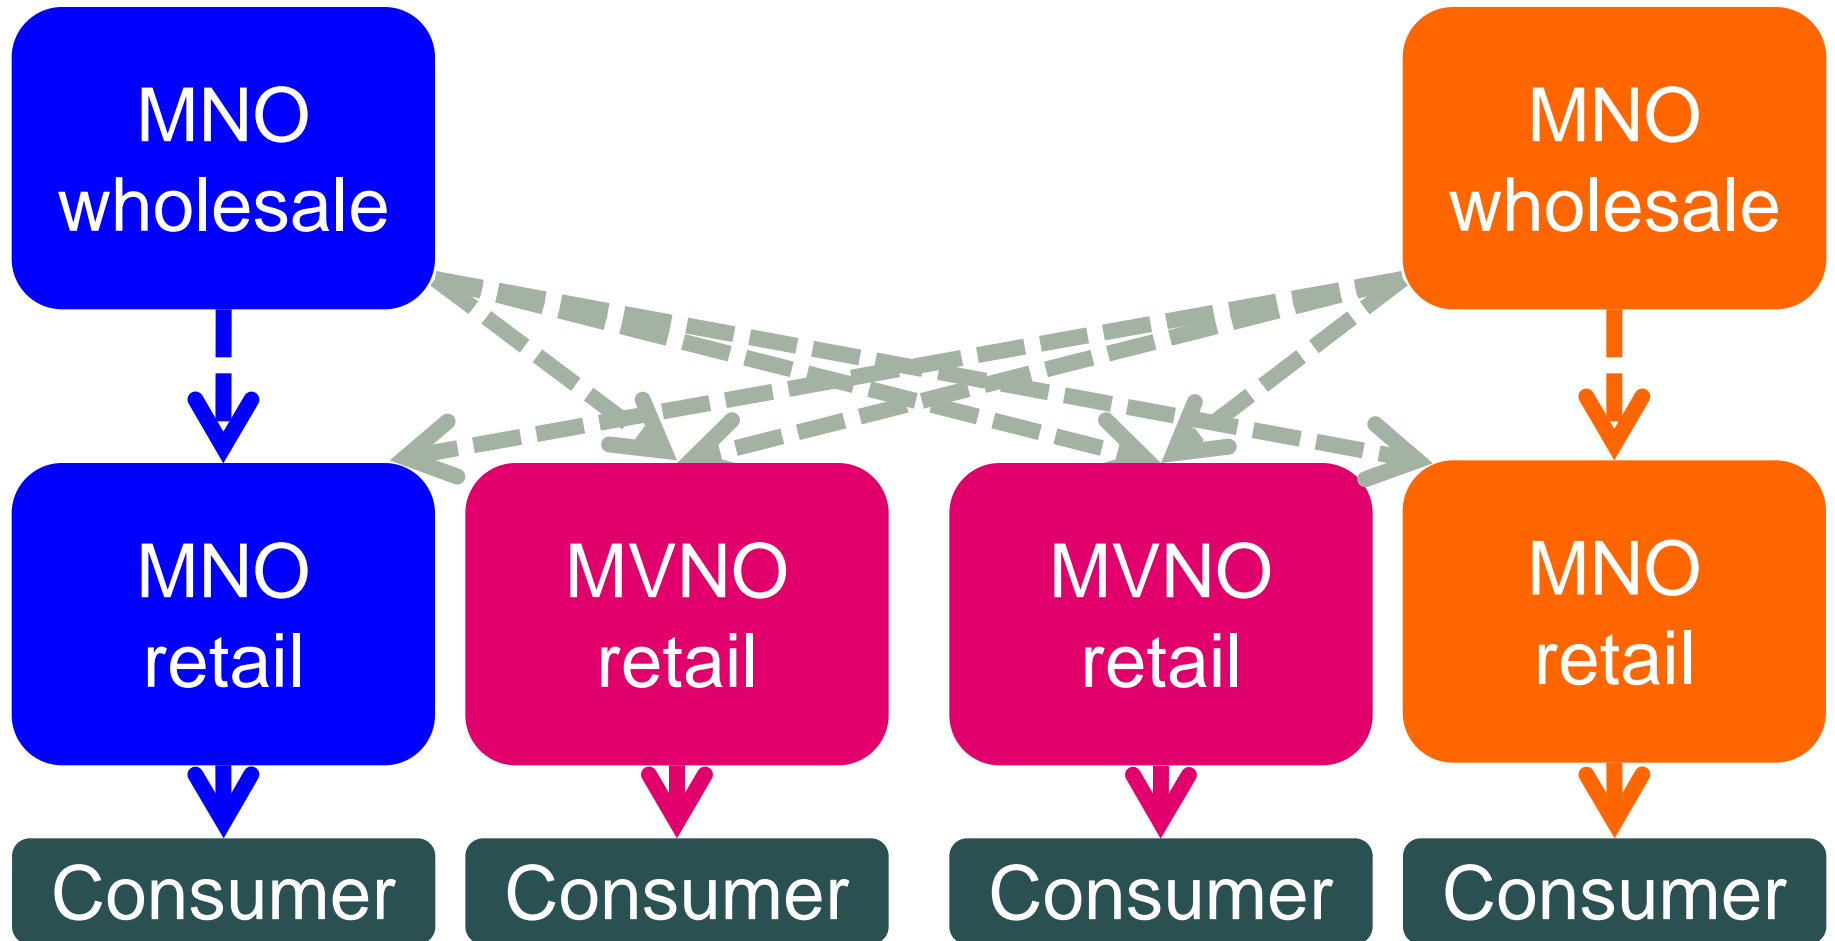 MNO
wholesale
MNO
wholesale
MNO
retail
MVNO
retail
MVNO
retail
MNO
retail
Consumer
Consumer
Consumer
Consumer